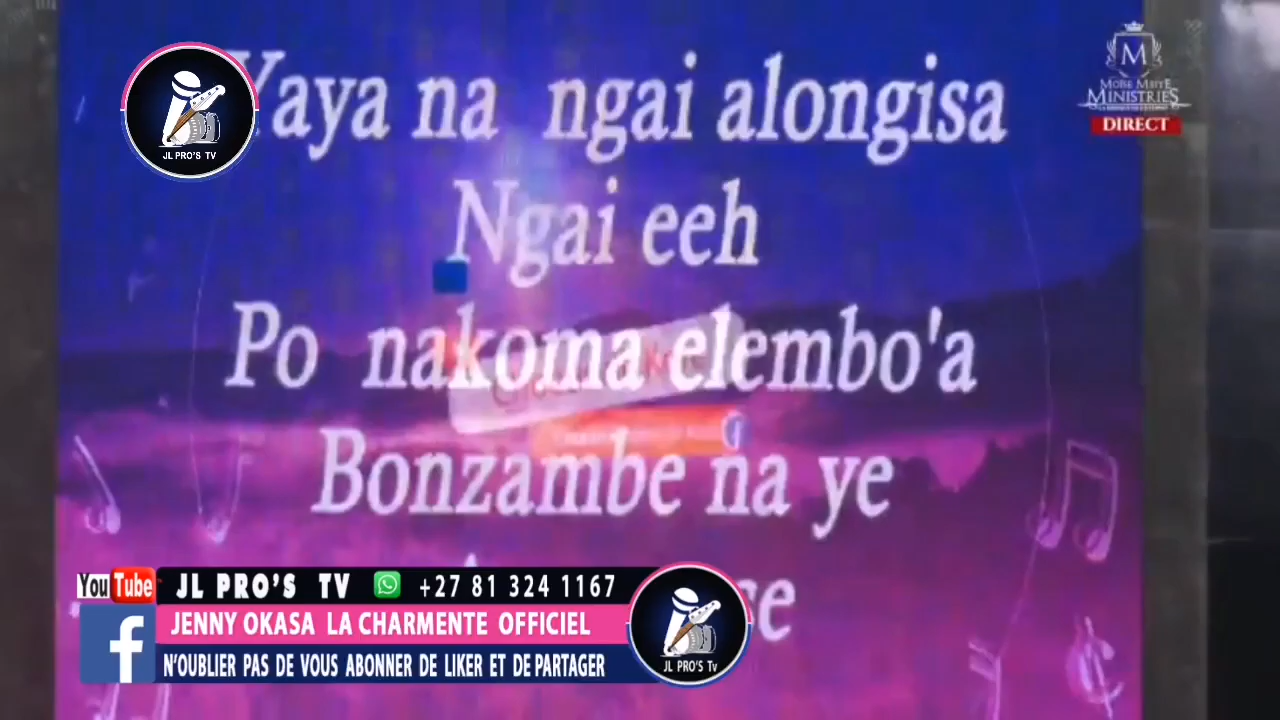 Yaya na ngai alongisa
Ngai eeh
Po nakoma elembo'a
Bonzambe na ye
JL PRO'S TV
M
MOISE MBIYE
MINISTRIES
DIRECT
YouTube JL PRO'S TV +27 81 324 1167
JENNY OKASA LA CHARMENTE OFFICIEL
N'OUBLIER PAS DE VOUS ABONNER DE LIKER ET DE PARTAGER
JL PRO'S Tv